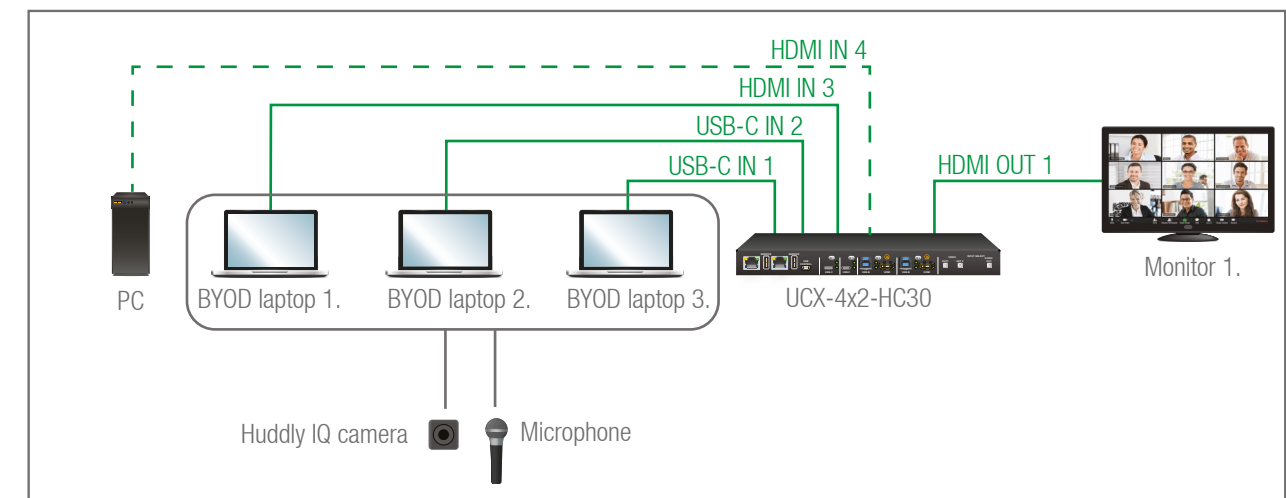 HDMI IN 4
HDMI IN 3
USB-C IN 2
USB-C IN 1
HDMI OUT 1
PC
BYOD laptop 1.
BYOD laptop 2.
BYOD laptop 3.
UCX-4x2-HC30
Monitor 1.
Huddly IQ camera
Microphone